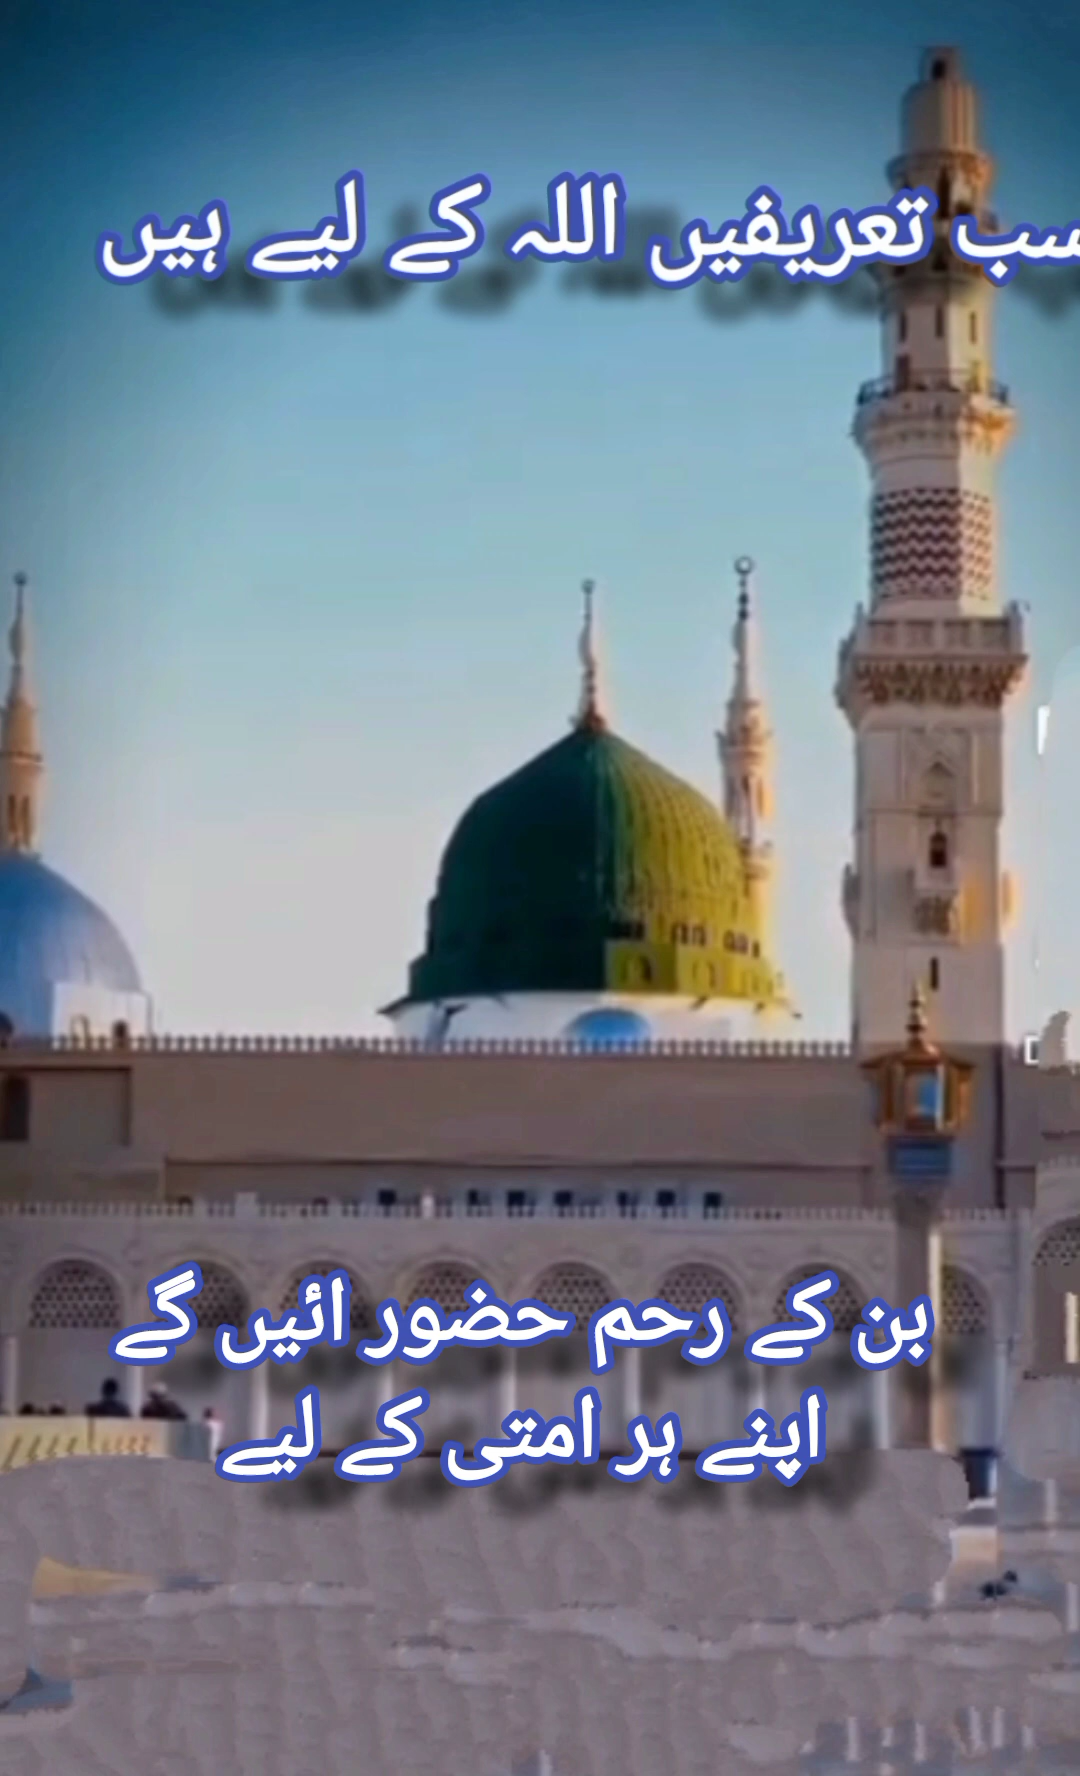 سب تعریفیں اللہ کے لیے ہیں
بن کے رحم حضور ائیں گے
اپنے ہر امتی کے لیے